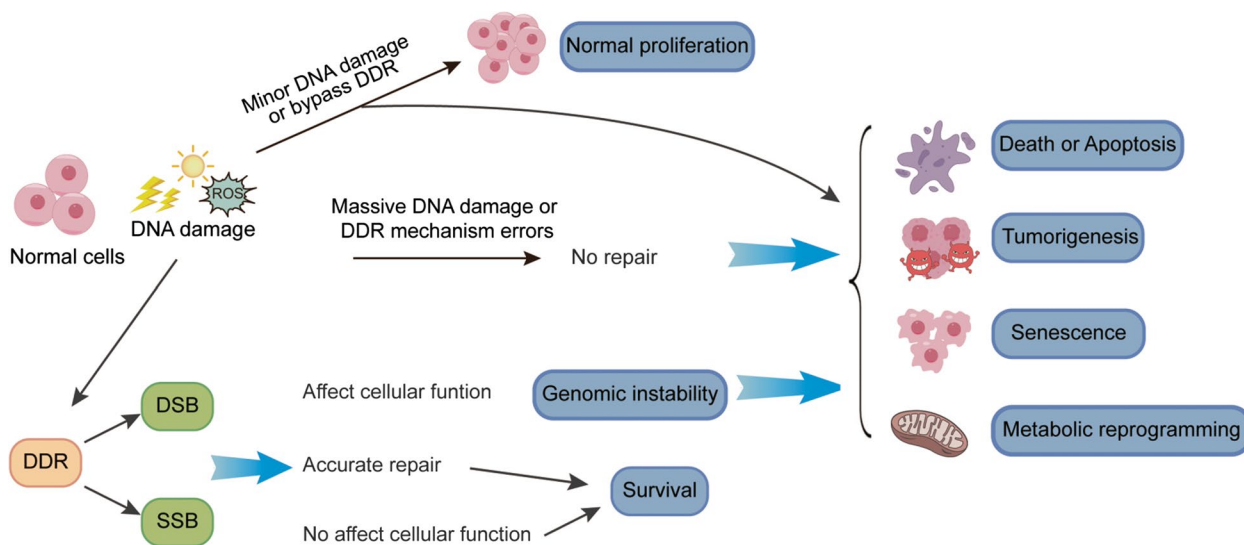 Normal proliferation
Minor DNA damage
or bypass DDR
Death or Apoptosis
ROS
DNA damage
Normal cells
Massive DNA damage or
DDR mechanism errors
No repair
Tumorigenesis
Senescence
Metabolic reprogramming
DSB
Affect cellular funtion
Genomic instability
DDR
Accurate repair
Survival
SSB
No affect cellular function